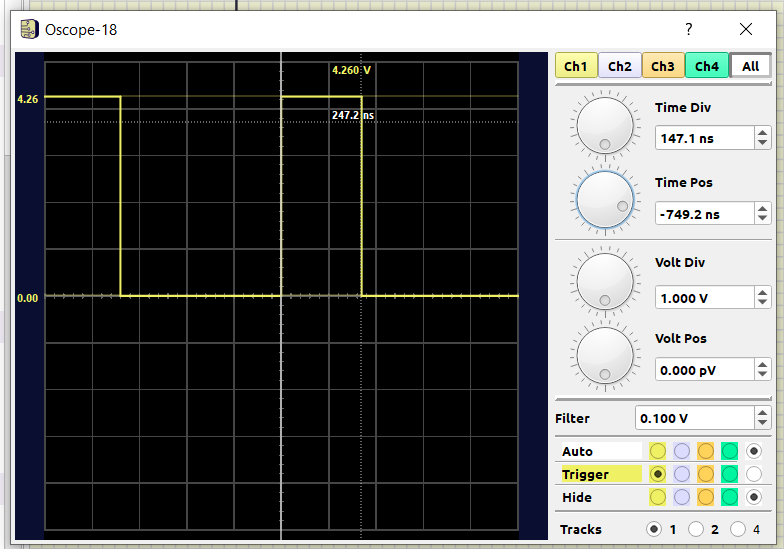 Oscope-18 ?
4.260 V
4.26
247.2 ns
0.00
Ch1 Ch2 Ch3 Ch4 All
Time Div
147.1 ns
Time Pos
-749.2 ns
Volt Div
1.000 V
Volt Pos
0.000 pV
Filter 0.100 V
Auto
Trigger
Hide
Tracks 1 2 4